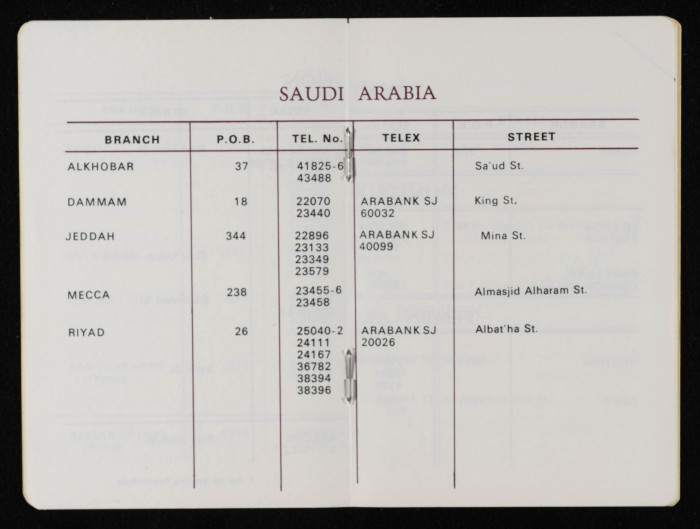 SAUDI ARABIA
BRANCH P.O.B. TEL. No. TELEX STREET
ALKHOBAR 37 41825-6 Sa'ud St.
43488
DAMMAM 18 22070 ARABANK SJ King St.
23440 60032
JEDDAH 344 22896 ARABANK SJ Mina St.
23133 40099
23349
23579
MECCA 238 23455-6 Almasjid Alharam St.
23458
RIYAD 26 25040-2 ARABANK SJ Albat'ha St.
24111 20026
24167
36782
38394
38396